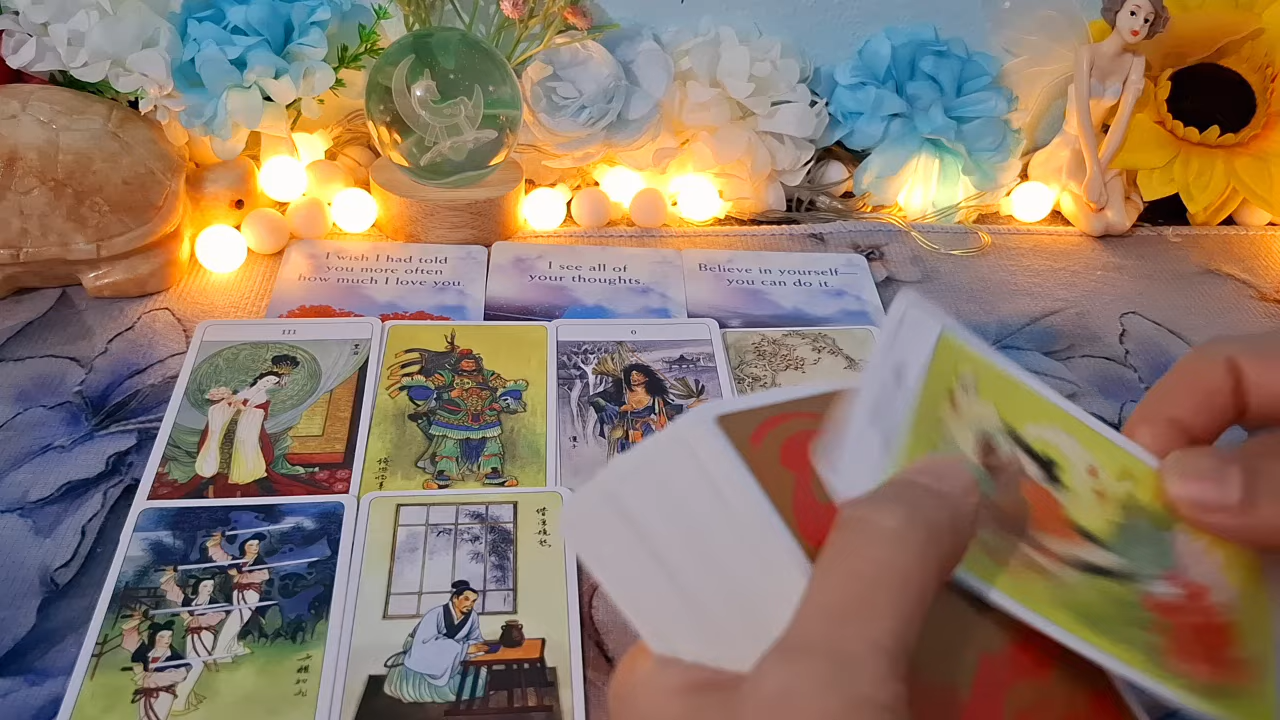 I wish I had told
you more often
how much I love you.
I see all of
your thoughts.
Believe in yourself—
you can do it.
III
0